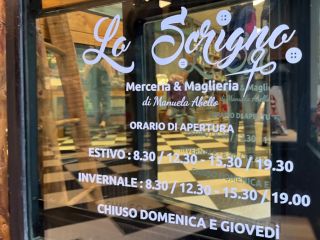 Lo Scrigno
Merceria & Maglieria
di Manuela Abello
ORARIO DI APERTURA
ESTIVO : 8.30 / 12.30 - 15.30 / 19.30
INVERNALE : 8.30 / 12.30 - 15.30 / 19.00
CHIUSO DOMENICA E GIOVEDÌ